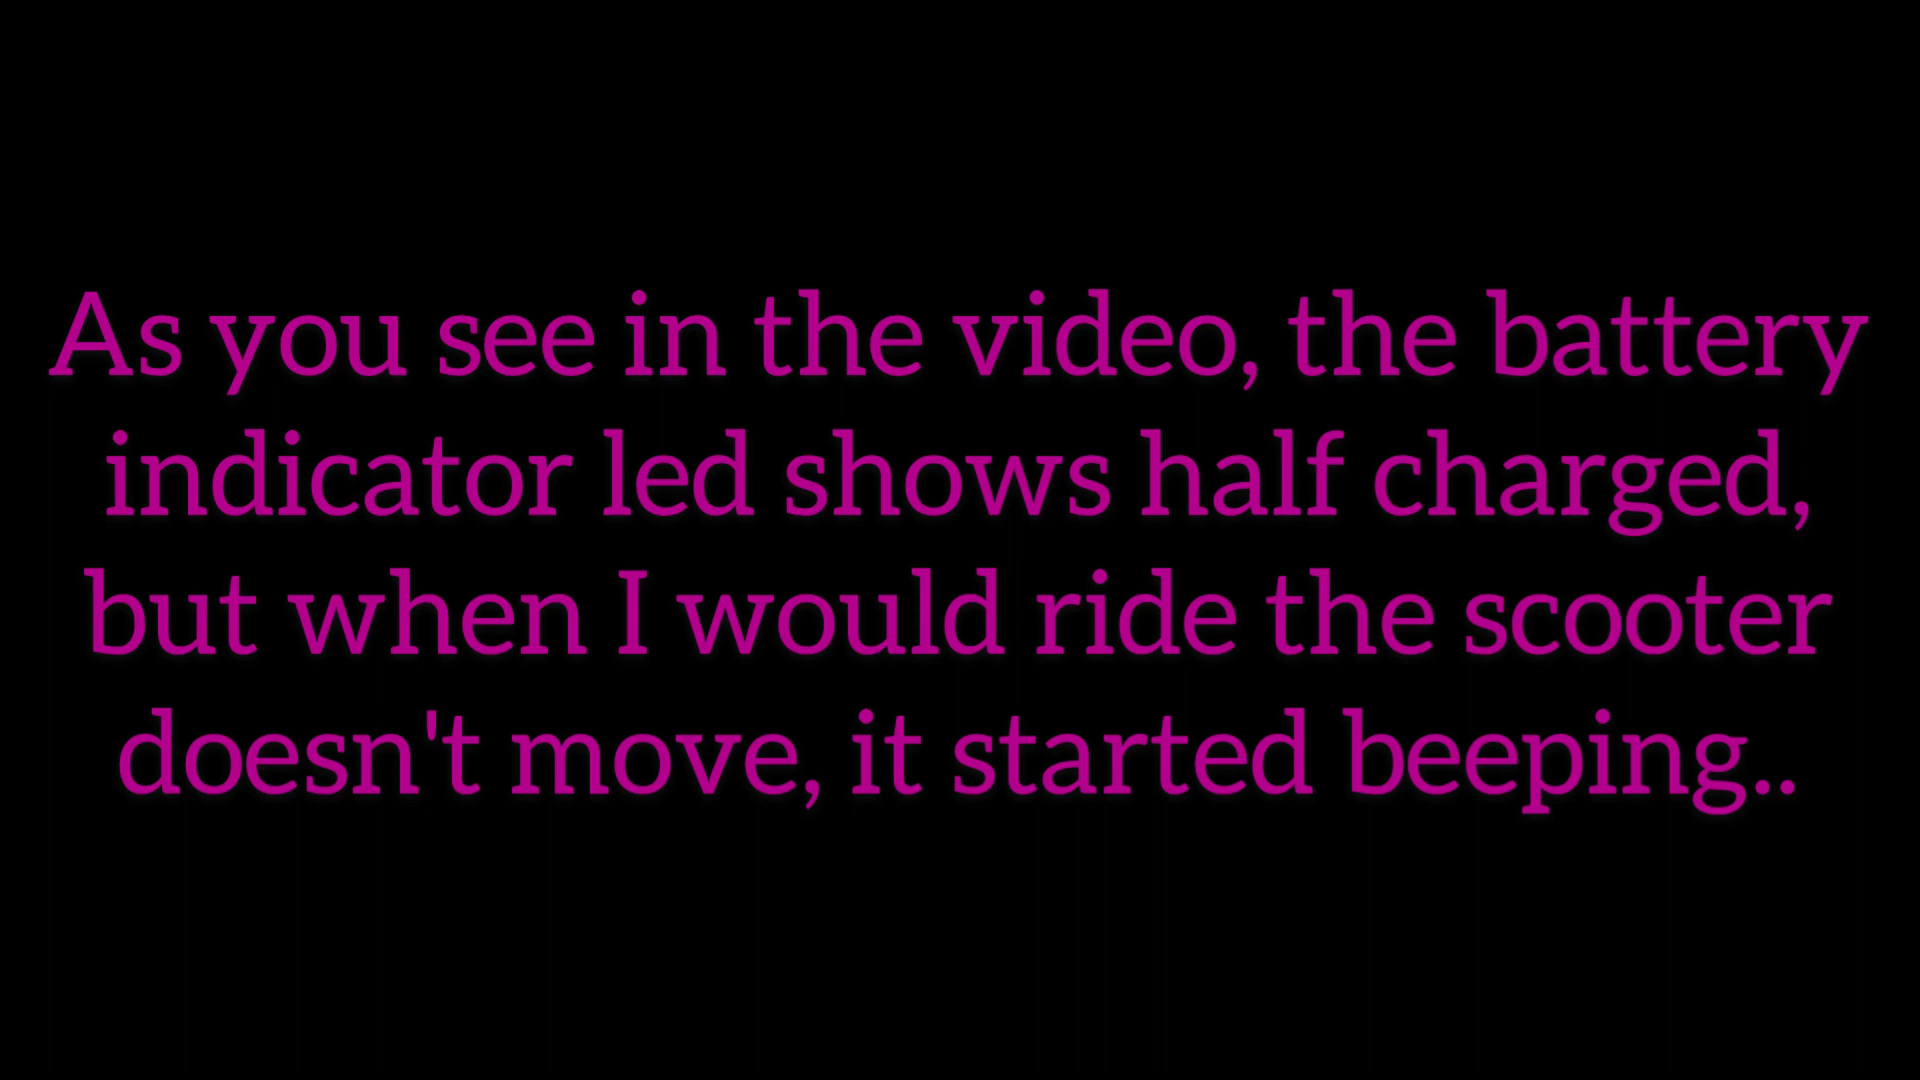 As you see in the video, the battery
indicator led shows half charged,
but when I would ride the scooter
doesn't move, it started beeping..